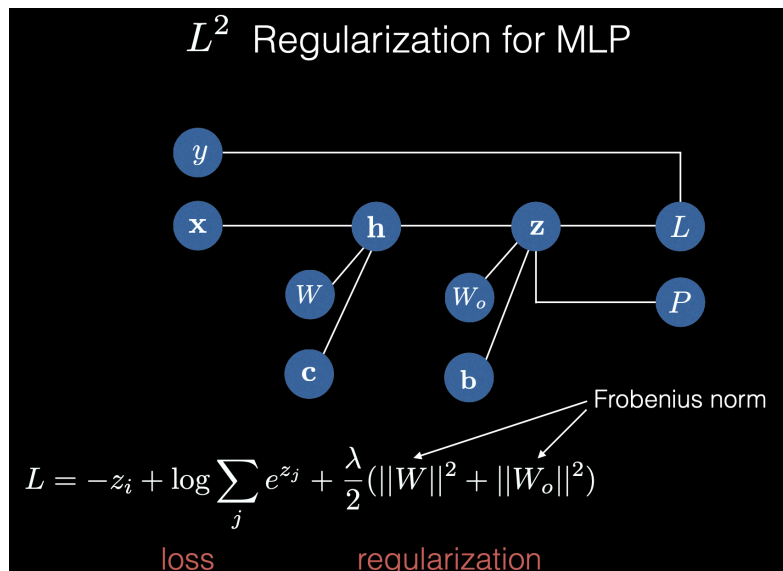 L² Regularization for MLP
y
x h z L
W W_o P
c b
Frobenius norm
L = -z_i + log ∑_j e^{z_j} + λ/2 (||W||² + ||W_o||²)
loss regularization